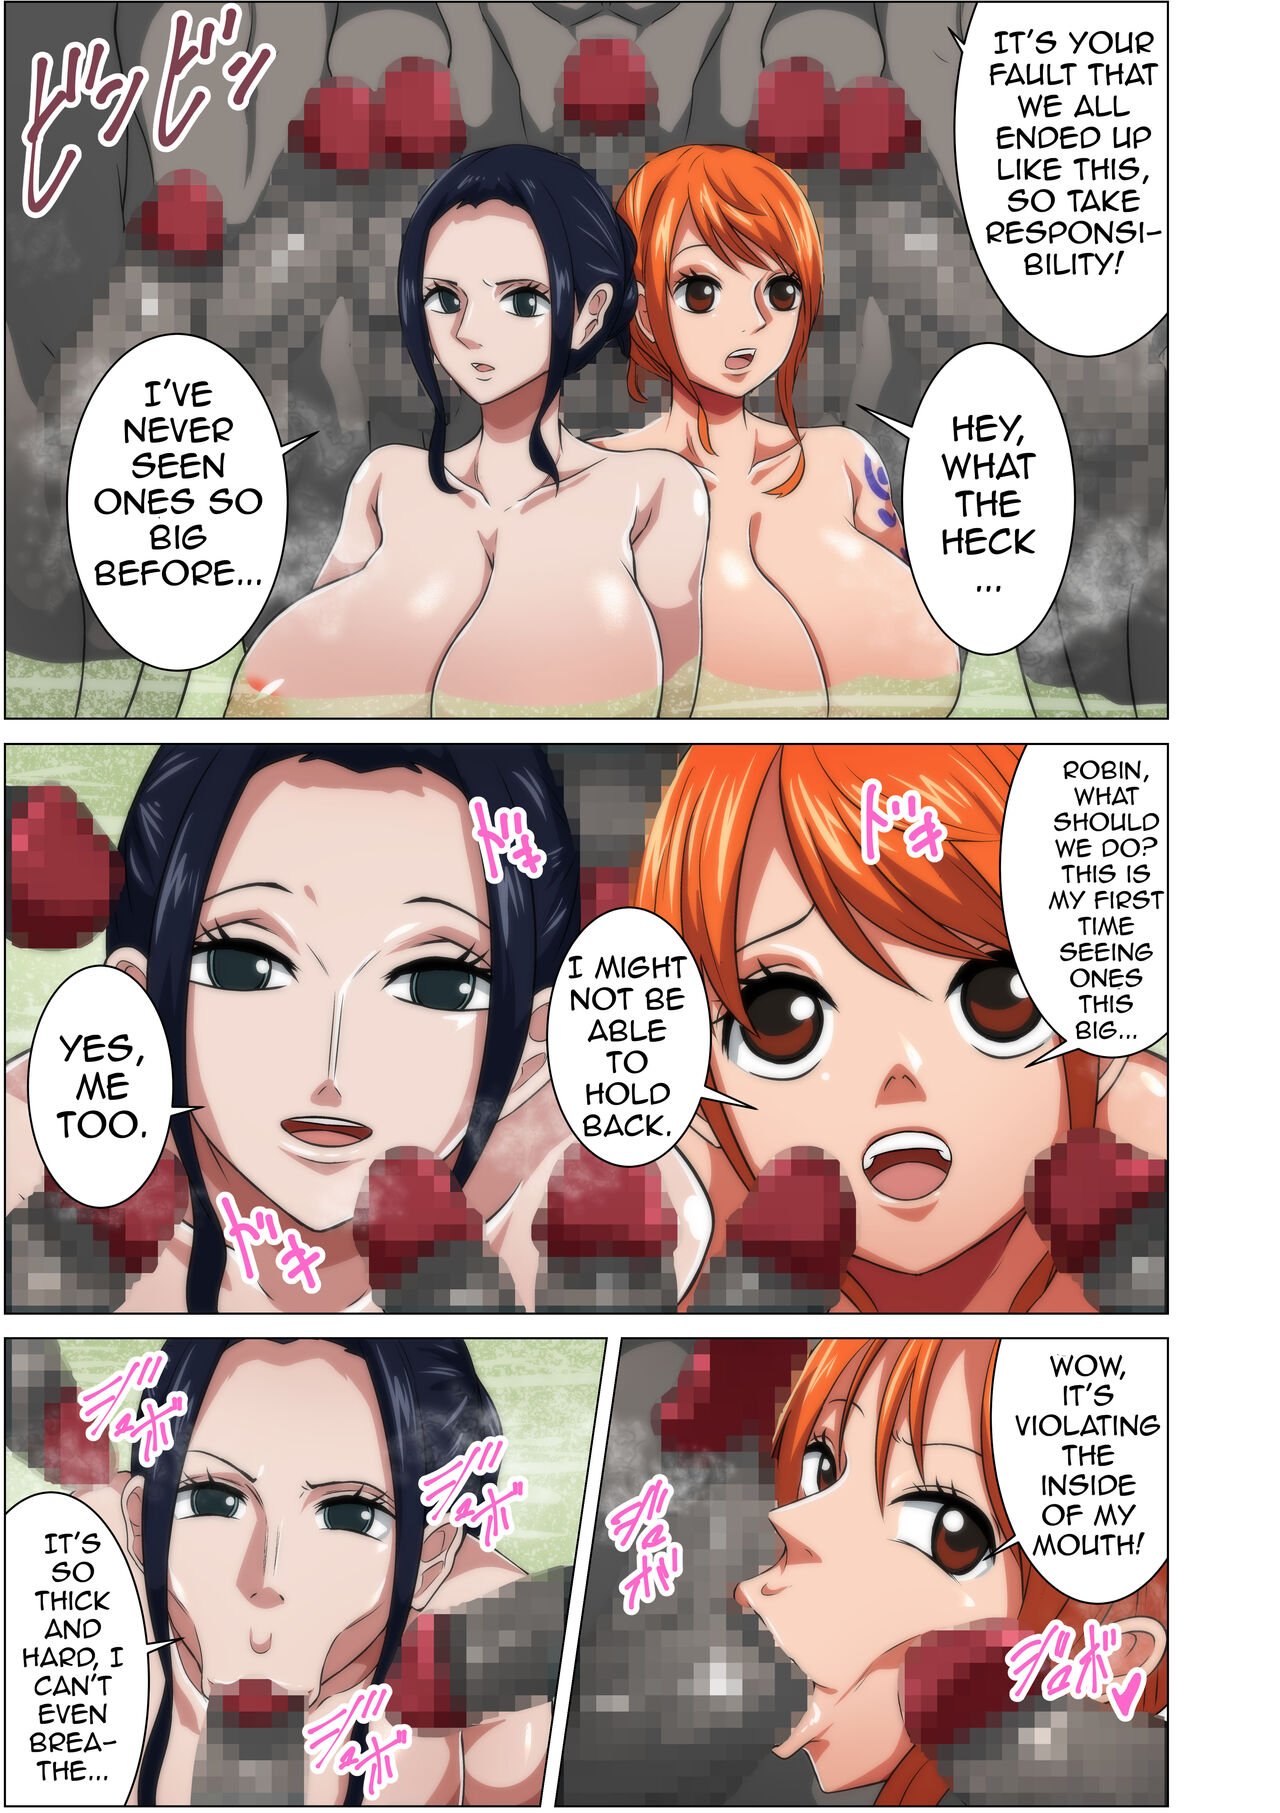 IT'S YOUR
FAULT THAT
WE ALL
ENDED UP
LIKE THIS,
SO TAKE
RESPONSI-
BILITY!
ビンビン
HEY,
WHAT
THE
HECK
...
I'VE
NEVER
SEEN
ONES SO
BIG
BEFORE...
ROBIN,
WHAT
SHOULD
WE DO?
THIS IS
MY FIRST
TIME
SEEING
ONES
THIS
BIG...
ドキ
I MIGHT
NOT BE
ABLE
TO
HOLD
BACK.
ドキ
YES,
ME
TOO.
ドキ
WOW,
IT'S
VIOLATING
THE
INSIDE
OF MY
MOUTH!
ジュボ
ジュボ
IT'S
SO
THICK
AND
HARD, I
CAN'T
EVEN
BREA-
THE...
ジュボ
ジュボ
ジュボ